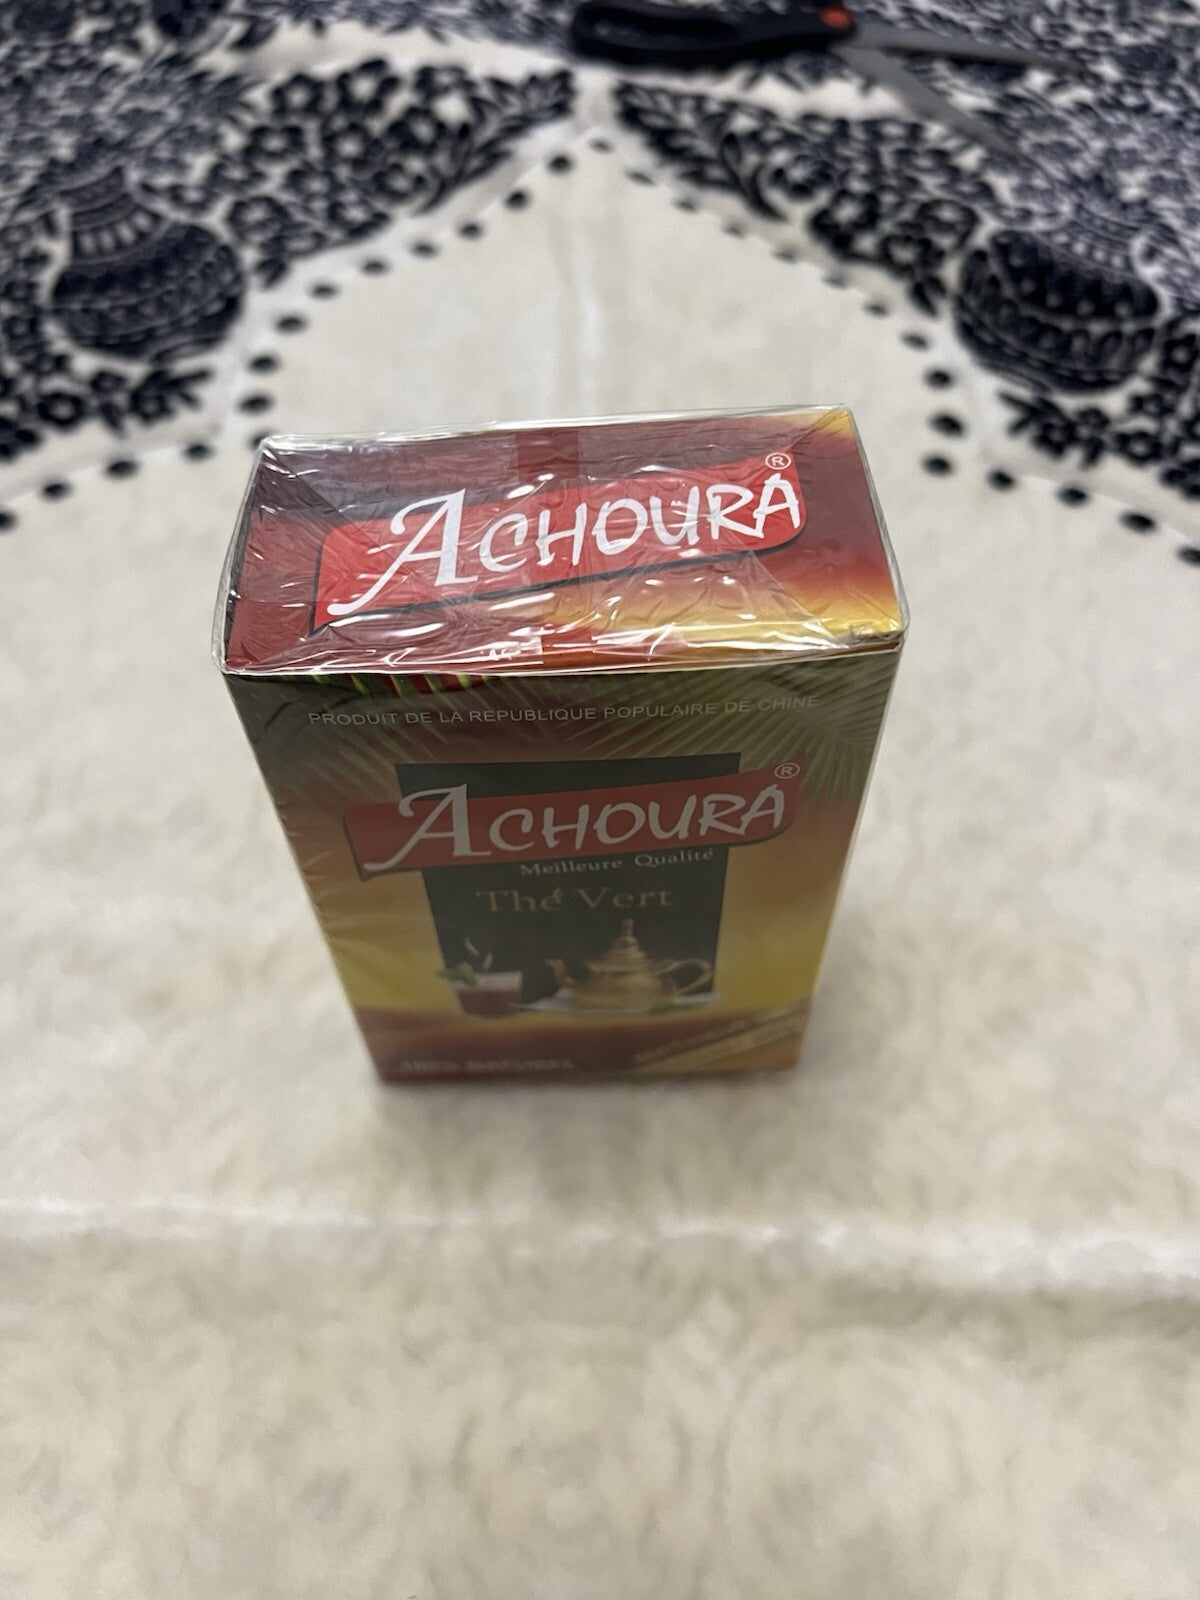 ACHOURA®
PRODUIT DE LA REPUBLIQUE POPULAIRE DE CHINE
ACHOURA®
Meilleure Qualité
Thé Vert